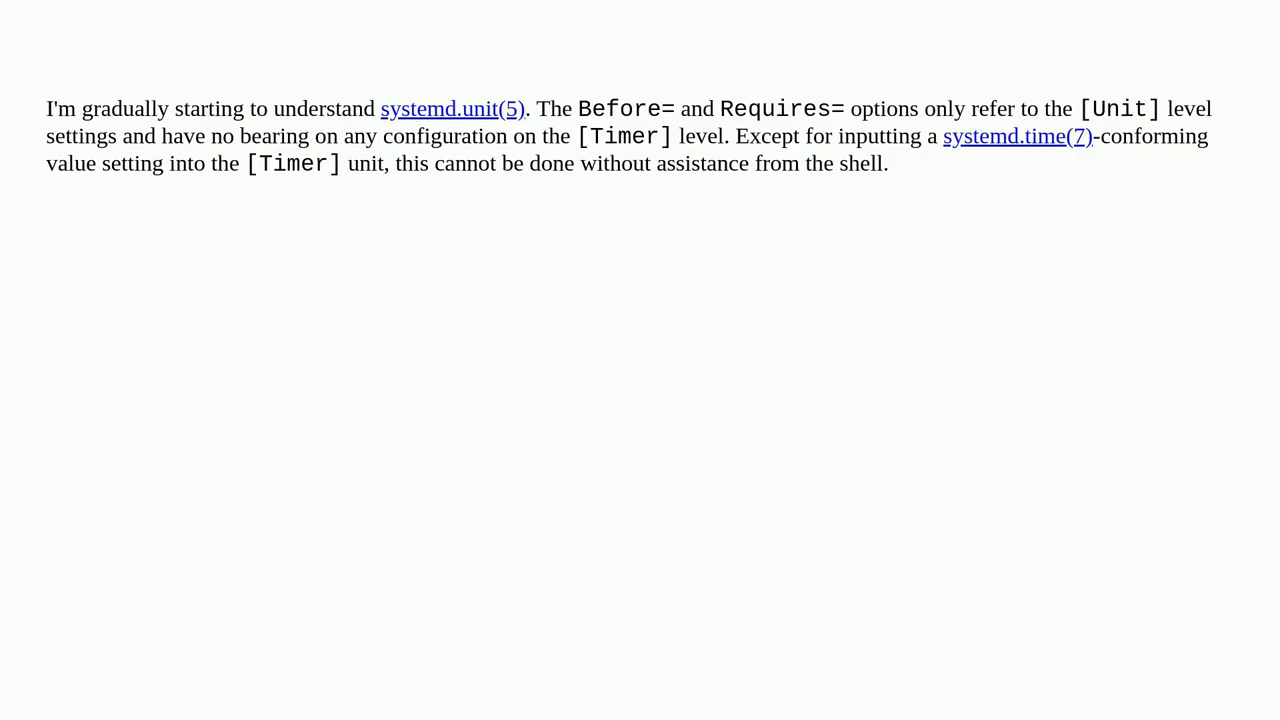 I'm gradually starting to understand systemd.unit(5). The Before= and Requires= options only refer to the [Unit] level
settings and have no bearing on any configuration on the [Timer] level. Except for inputting a systemd.time(7)-conforming
value setting into the [Timer] unit, this cannot be done without assistance from the shell.